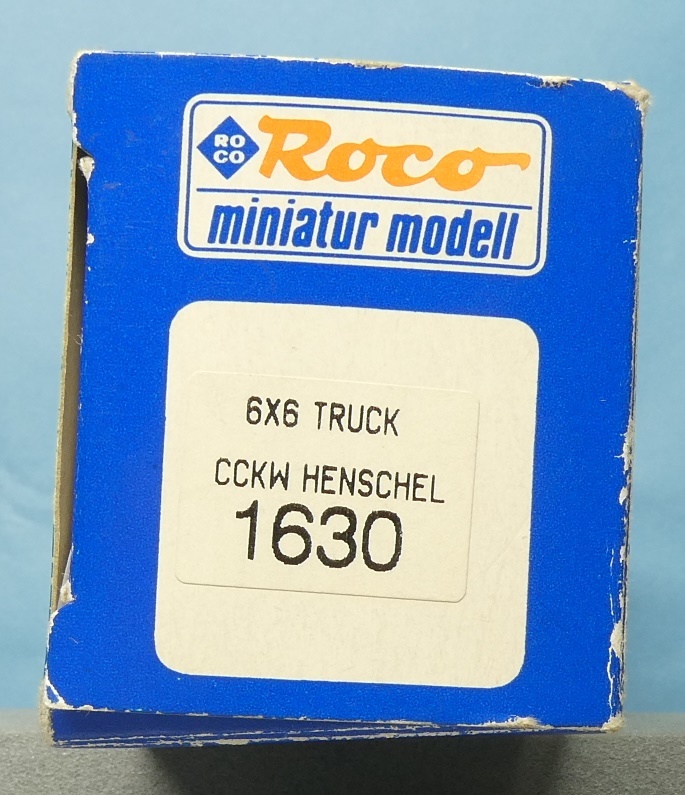 RO
CO
Roco
miniatur modell
6X6 TRUCK
CCKW HENSCHEL
1630